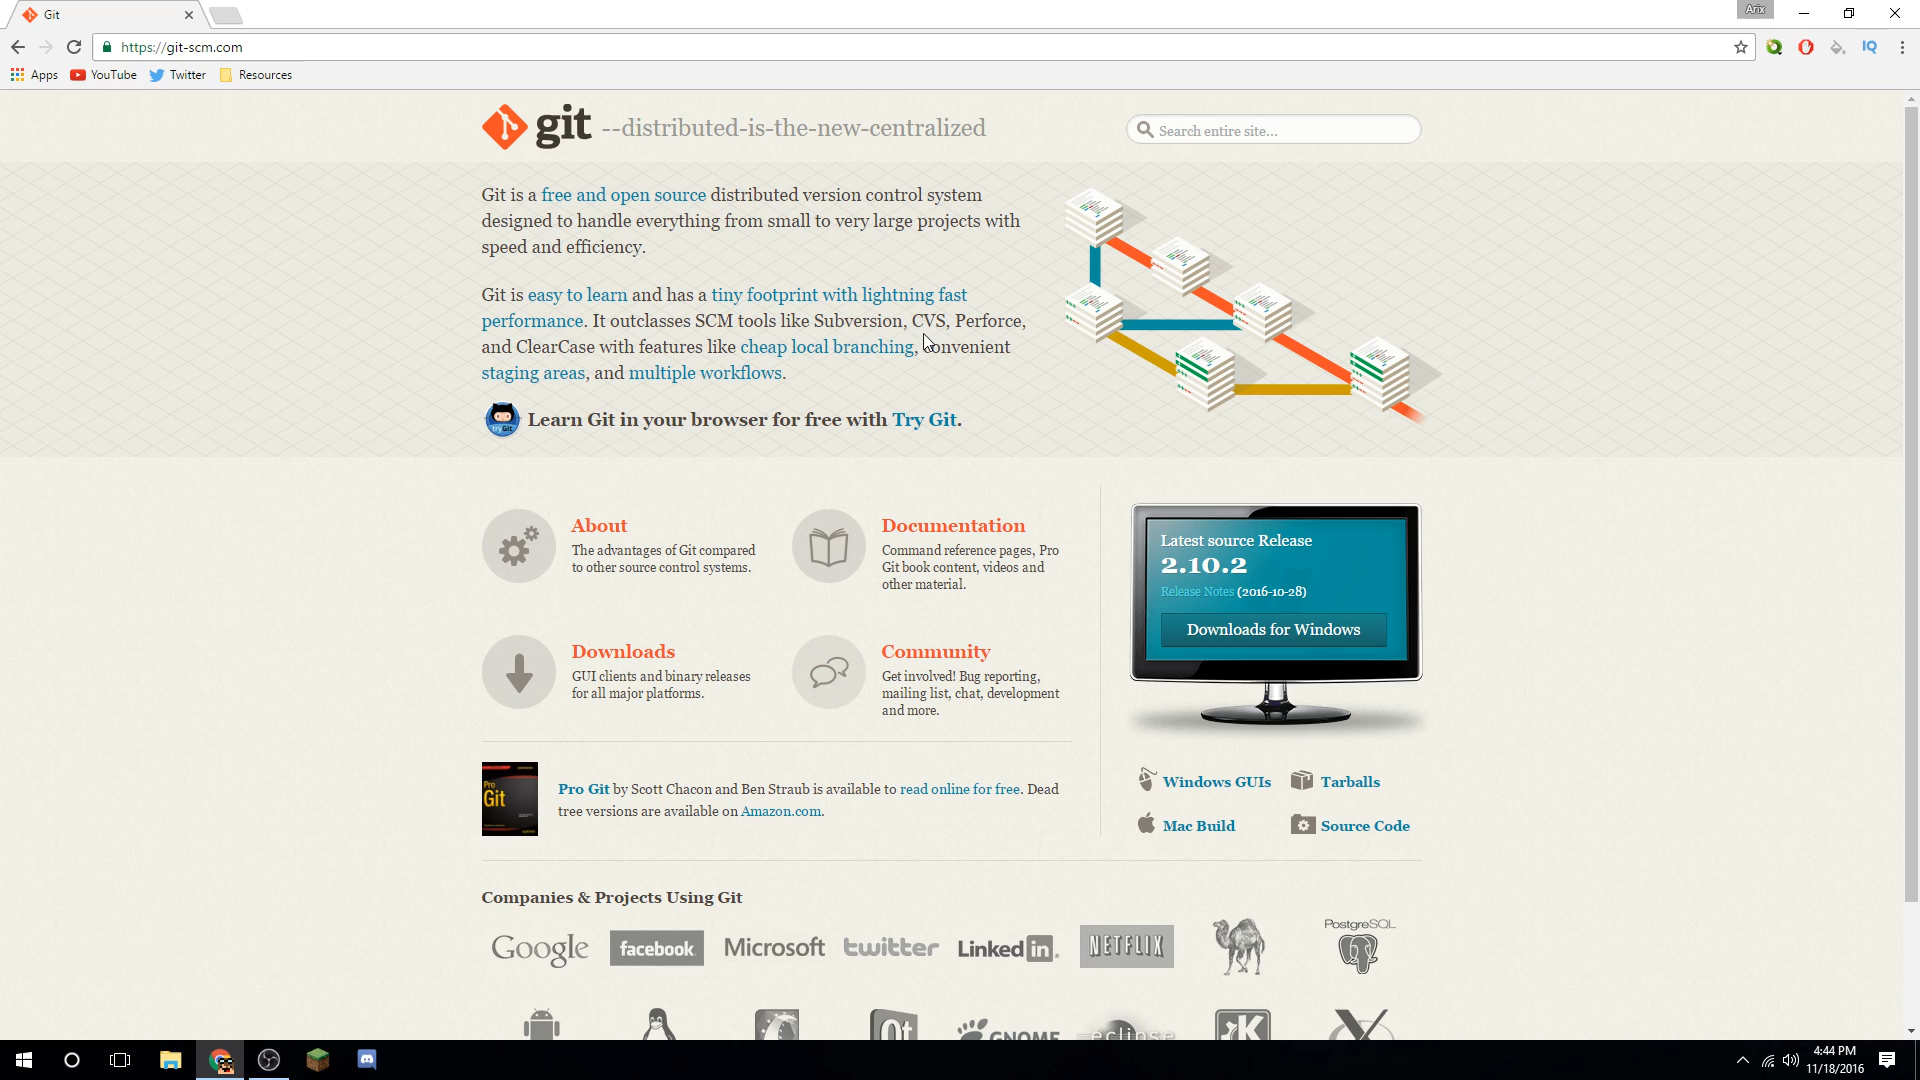 Git
Arix
https://git-scm.com
IQ
Apps
YouTube
Twitter
Resources
git --distributed-is-the-new-centralized
Search entire site...
Git is a free and open source distributed version control system
designed to handle everything from small to very large projects with
speed and efficiency.
Git is easy to learn and has a tiny footprint with lightning fast
performance. It outclasses SCM tools like Subversion, CVS, Perforce,
and ClearCase with features like cheap local branching, convenient
staging areas, and multiple workflows.
tryGit
Learn Git in your browser for free with Try Git.
About
The advantages of Git compared
to other source control systems.
Documentation
Command reference pages, Pro
Git book content, videos and
other material.
Downloads
GUI clients and binary releases
for all major platforms.
Community
Get involved! Bug reporting,
mailing list, chat, development
and more.
Latest source Release
2.10.2
Release Notes (2016-10-28)
Downloads for Windows
Windows GUIs
Tarballs
Mac Build
Source Code
Pro
Git
Pro Git by Scott Chacon and Ben Straub is available to read online for free. Dead
tree versions are available on Amazon.com.
Companies & Projects Using Git
Google
facebook
Microsoft
twitter
Linked in
NETFLIX
PostgreSQL
Qt
GNOME
eclipse
K
X
4:44 PM
11/18/2016